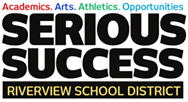 Academics. Arts. Athletics. Opportunities
SERIOUS
SUCCESS
RIVERVIEW SCHOOL DISTRICT